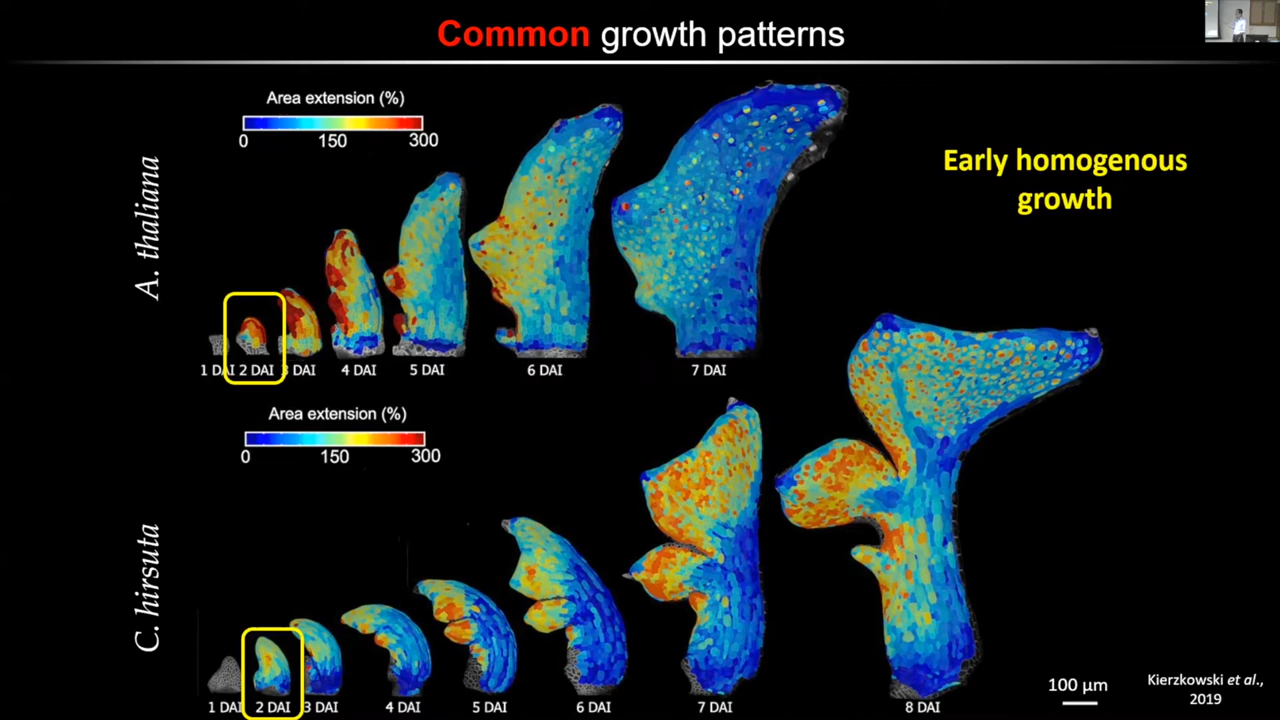 Common growth patterns
Area extension (%)
0 150 300
A. thaliana
Early homogenous
growth
1 DAI 2 DAI 3 DAI 4 DAI 5 DAI 6 DAI 7 DAI
Area extension (%)
0 150 300
C. hirsuta
1 DAI 2 DAI 3 DAI 4 DAI 5 DAI 6 DAI 7 DAI 8 DAI
100 µm
Kierzkowski et al.,
2019